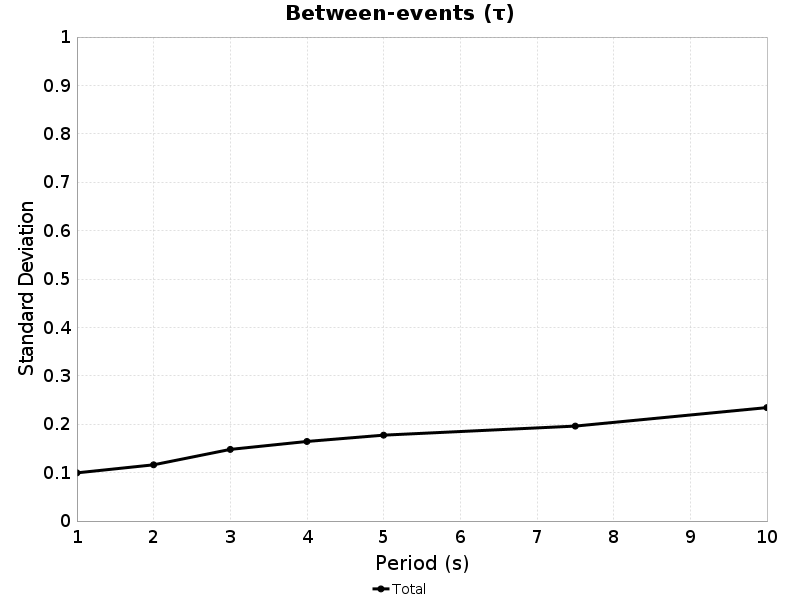 Between-events (τ)
1
0.9
0.8
0.7
0.6
0.5
0.4
0.3
0.2
0.1
0
Standard Deviation
1 2 3 4 5 6 7 8 9 10
Period (s)
Total